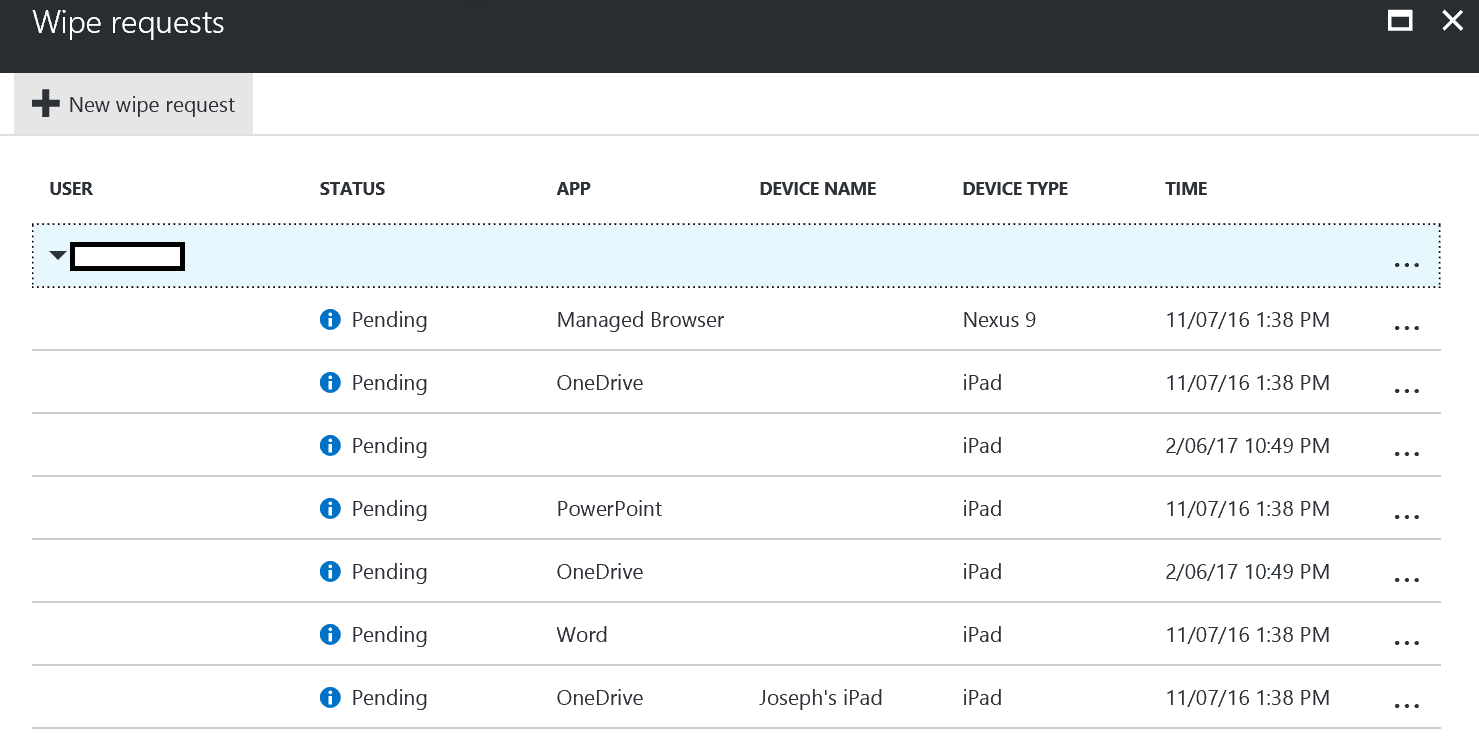 Wipe requests
New wipe request
USER STATUS APP DEVICE NAME DEVICE TYPE TIME
...
Pending Managed Browser Nexus 9 11/07/16 1:38 PM ...
Pending OneDrive iPad 11/07/16 1:38 PM ...
Pending iPad 2/06/17 10:49 PM ...
Pending PowerPoint iPad 11/07/16 1:38 PM ...
Pending OneDrive iPad 2/06/17 10:49 PM ...
Pending Word iPad 11/07/16 1:38 PM ...
Pending OneDrive Joseph's iPad iPad 11/07/16 1:38 PM ...